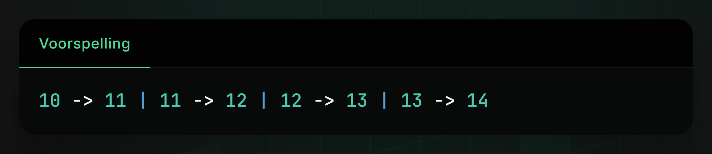 Voorspelling
10 -> 11 | 11 -> 12 | 12 -> 13 | 13 -> 14